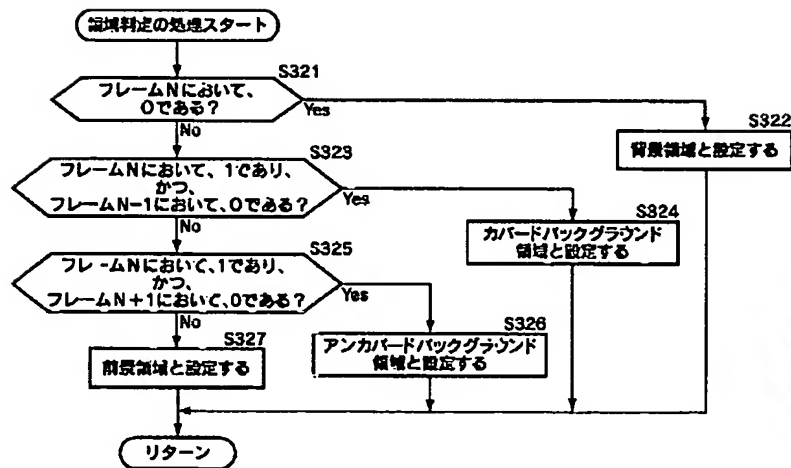 領域判定の処理スタート
S321
フレームNにおいて、
0である?
Yes
No
S322
背景領域と設定する
S323
フレームNにおいて、1であり、
かつ、
フレームN-1において、0である?
Yes
No
S324
カバードバックグラウンド
領域と設定する
S325
フレームNにおいて、1であり、
かつ、
フレームN+1において、0である?
Yes
No
S326
アンカバードバックグラウンド
領域と設定する
S327
前景領域と設定する
リターン